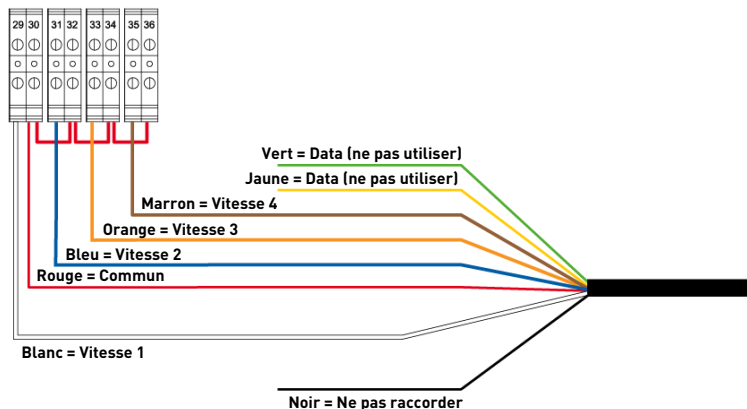 29 30 31 32 33 34 35 36
Vert = Data (ne pas utiliser)
Jaune = Data (ne pas utiliser)
Marron = Vitesse 4
Orange = Vitesse 3
Bleu = Vitesse 2
Rouge = Commun
Blanc = Vitesse 1
Noir = Ne pas raccorder